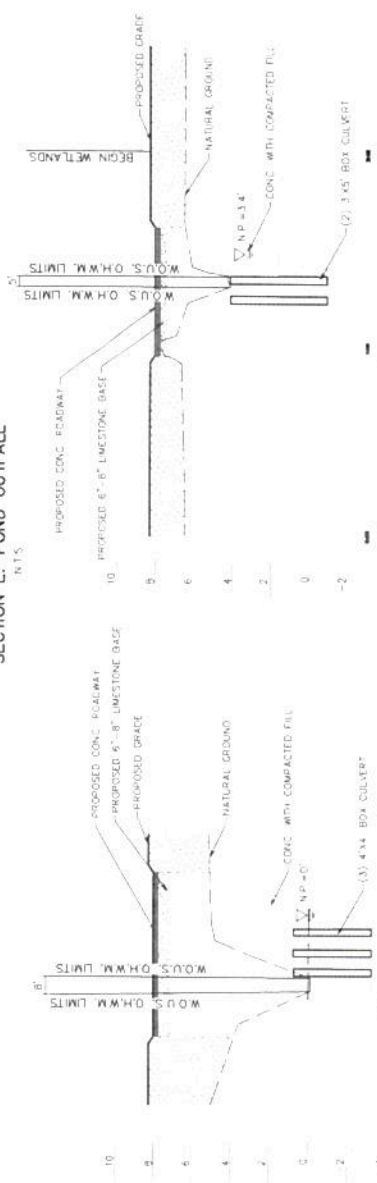 SECTION E: POND OUTFALL
N.T.S.
8'
W.O.U.S. O.H.W.M. LIMITS
W.O.U.S. O.H.W.M. LIMITS
PROPOSED CONC. ROADWAY
PROPOSED 6"-8" LIMESTONE BASE
PROPOSED GRADE
NATURAL GROUND
CONC. WITH COMPACTED FILL
N.P.=0'
(3) 4'X4' BOX CULVERT
10
8
6
4
2
0
-2
5'
W.O.U.S. O.H.W.M. LIMITS
W.O.U.S. O.H.W.M. LIMITS
BEGIN WETLANDS
PROPOSED CONC. ROADWAY
PROPOSED 6"-8" LIMESTONE BASE
PROPOSED GRADE
NATURAL GROUND
N.P.=3.4'
CONC. WITH COMPACTED FILL
(2) 3'X5' BOX CULVERT
10
8
6
4
2
0
-2